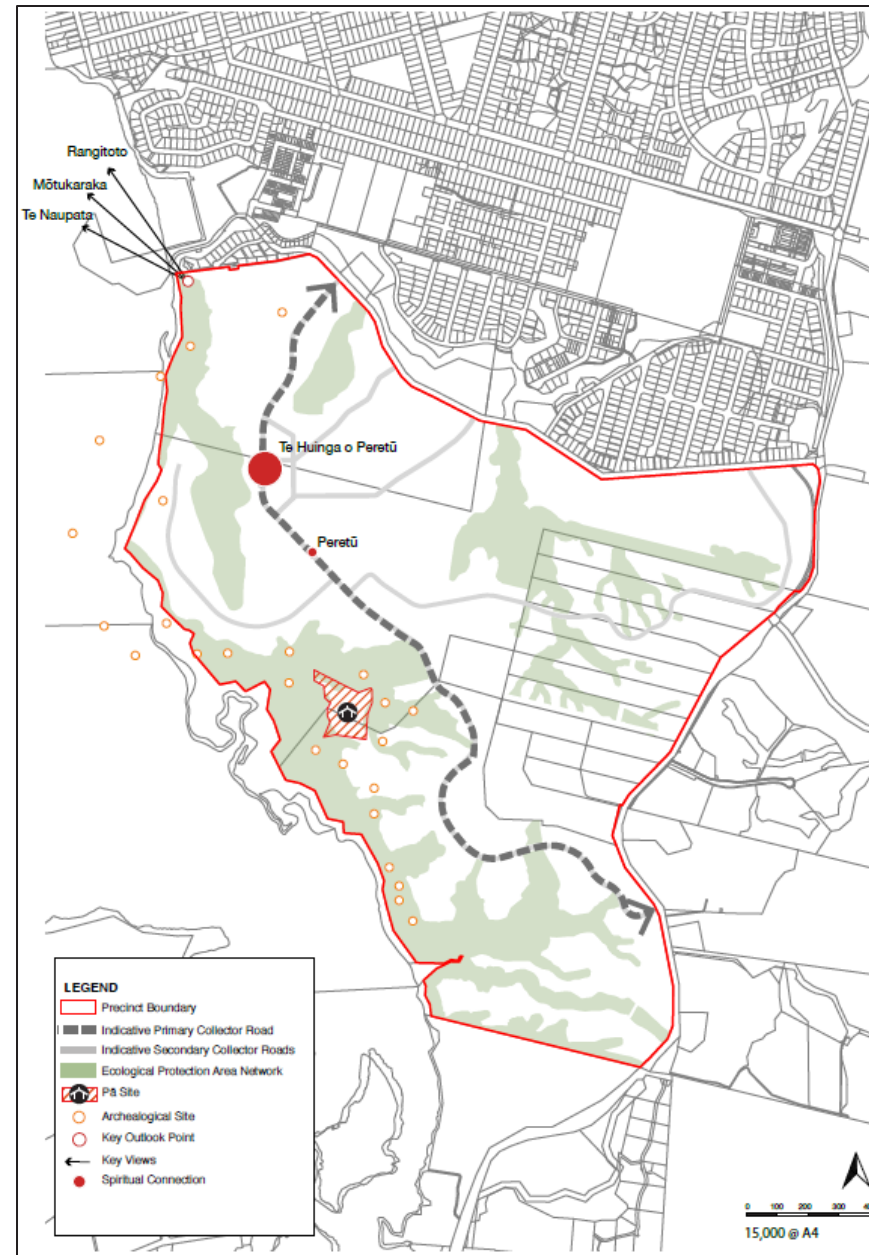 Rangitoto
Mōtukaraka
Te Naupata
Te Huinga o Peretū
Peretū
LEGEND
Precinct Boundary
Indicative Primary Collector Road
Indicative Secondary Collector Roads
Ecological Protection Area Network
Pā Site
Archealogical Site
Key Outlook Point
Key Views
Spiritual Connection
0 100 200 300
15,000 @ A4